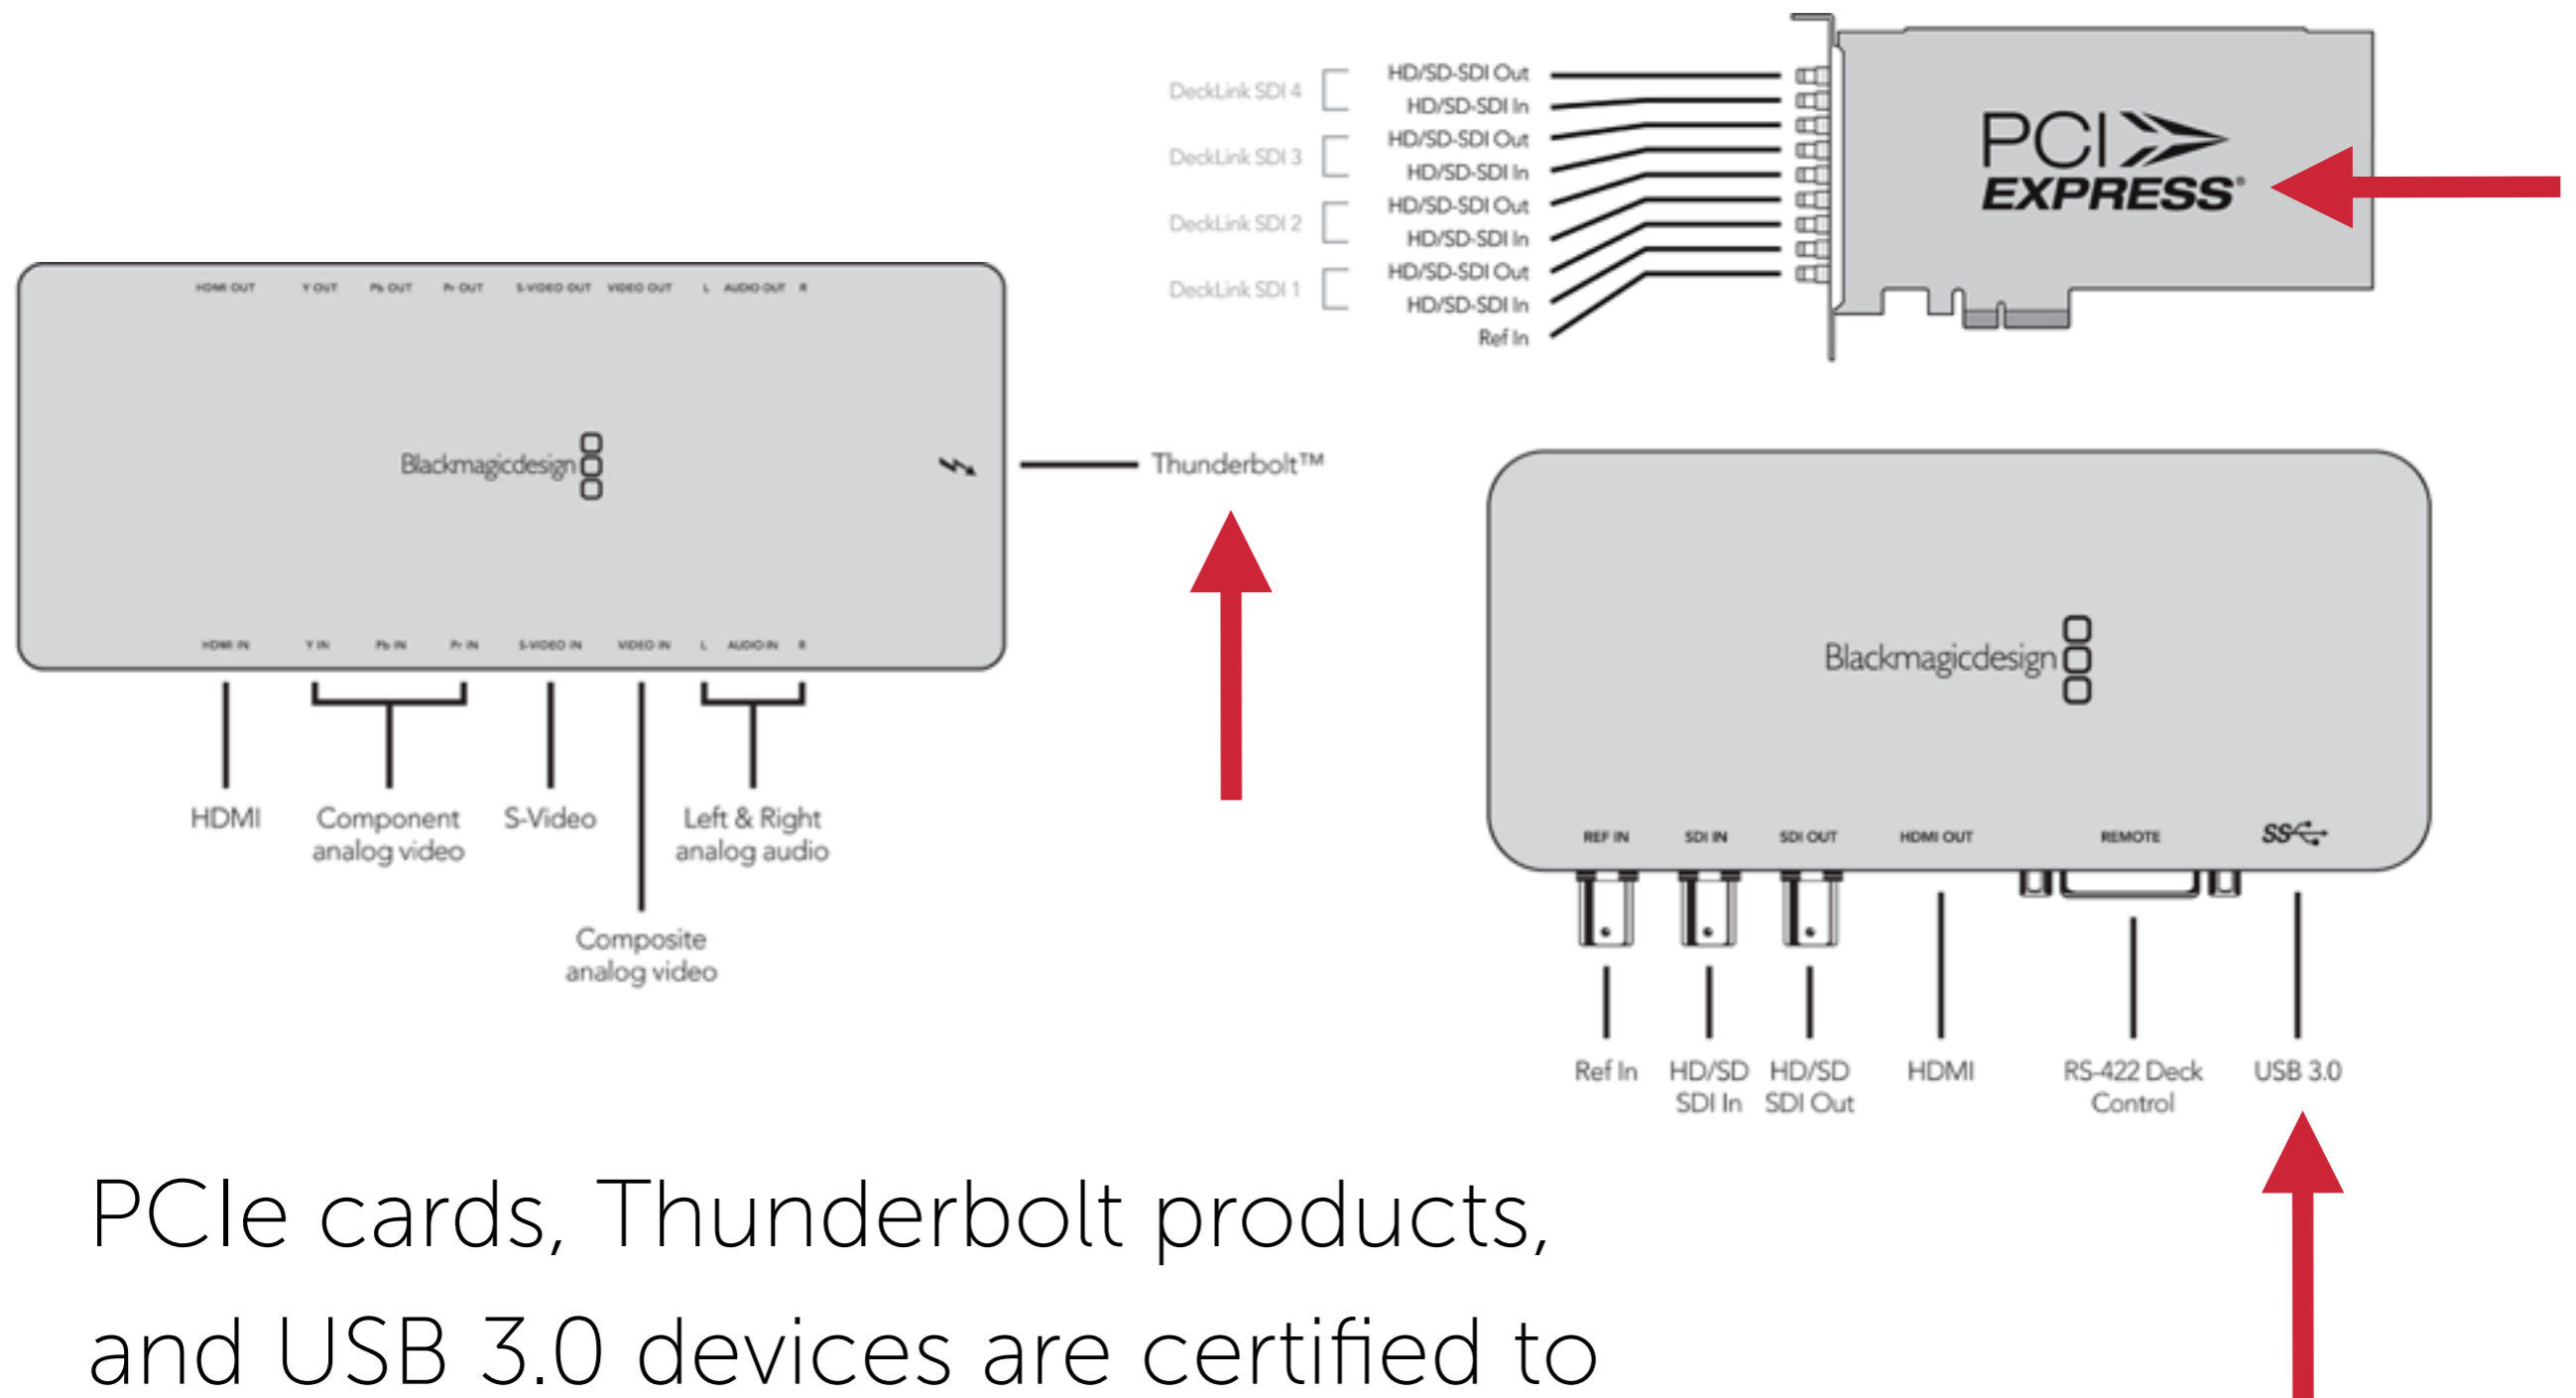 DeckLink SDI 4
HD/SD-SDI Out
HD/SD-SDI In
DeckLink SDI 3
HD/SD-SDI Out
HD/SD-SDI In
DeckLink SDI 2
HD/SD-SDI Out
HD/SD-SDI In
DeckLink SDI 1
HD/SD-SDI Out
HD/SD-SDI In
Ref In
PCI
EXPRESS®
HDMI OUT Y OUT Pb OUT Pr OUT S-VIDEO OUT VIDEO OUT L AUDIO OUT R
Blackmagicdesign
Thunderbolt™
HDMI IN Y IN Pb IN Pr IN S-VIDEO IN VIDEO IN L AUDIO IN R
HDMI
Component
analog video
S-Video
Left & Right
analog audio
Composite
analog video
Blackmagicdesign
REF IN SDI IN SDI OUT HDMI OUT REMOTE SS
Ref In
HD/SD
SDI In
HD/SD
SDI Out
HDMI
RS-422 Deck
Control
USB 3.0
PCIe cards, Thunderbolt products,
and USB 3.0 devices are certified to